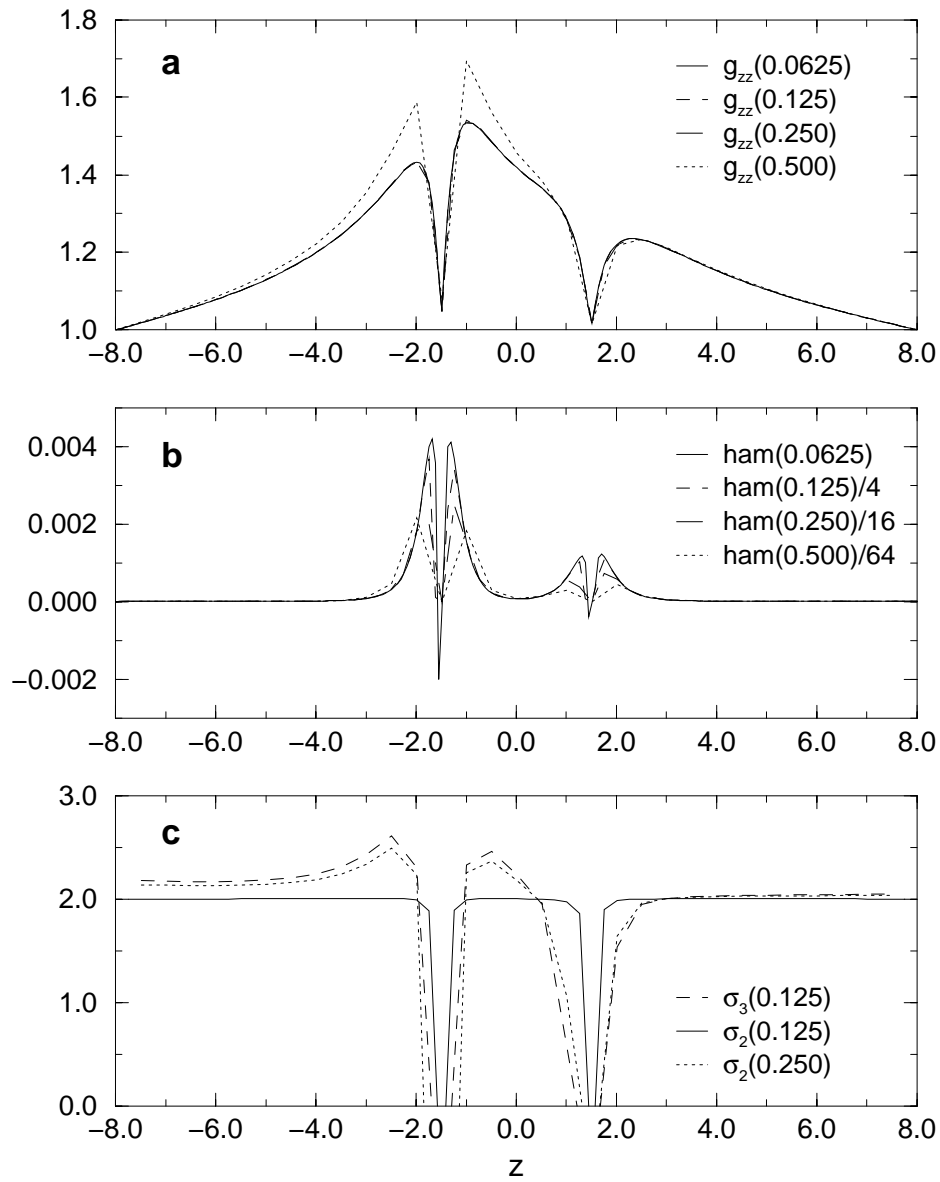 1.8
1.6
1.4
1.2
1.0
a
g_zz(0.0625)
g_zz(0.125)
g_zz(0.250)
g_zz(0.500)
−8.0 −6.0 −4.0 −2.0 0.0 2.0 4.0 6.0 8.0
0.004
0.002
0.000
−0.002
b
ham(0.0625)
ham(0.125)/4
ham(0.250)/16
ham(0.500)/64
−8.0 −6.0 −4.0 −2.0 0.0 2.0 4.0 6.0 8.0
3.0
2.0
1.0
0.0
c
σ_3(0.125)
σ_2(0.125)
σ_2(0.250)
−8.0 −6.0 −4.0 −2.0 0.0 2.0 4.0 6.0 8.0
z